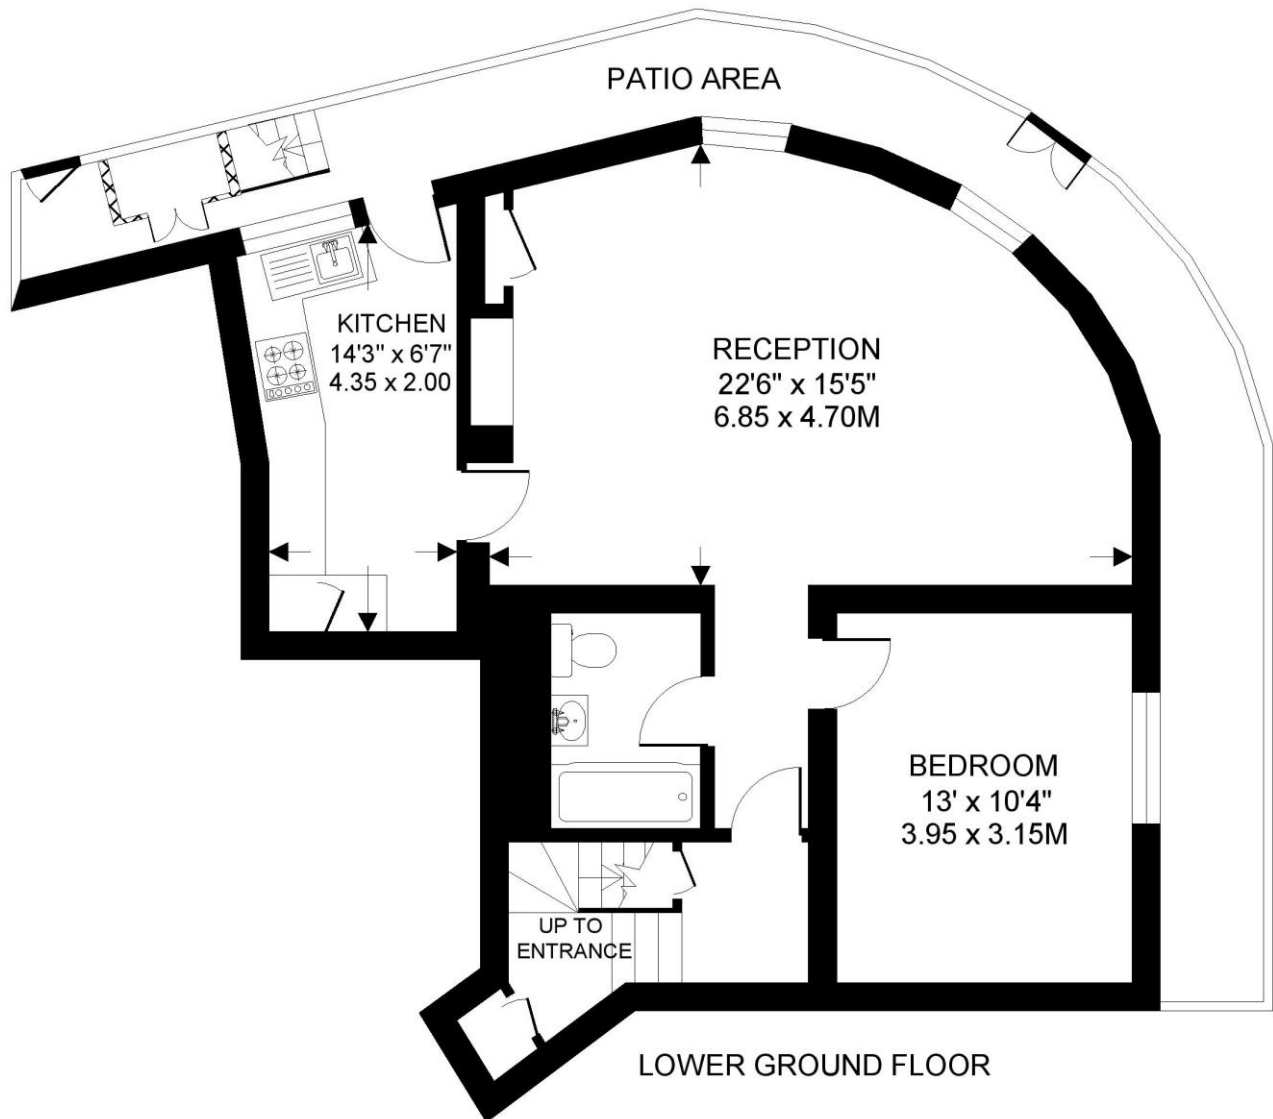 PATIO AREA
KITCHEN
14'3" x 6'7"
4.35 x 2.00
RECEPTION
22'6" x 15'5"
6.85 x 4.70M
BEDROOM
13' x 10'4"
3.95 x 3.15M
UP TO
ENTRANCE
LOWER GROUND FLOOR